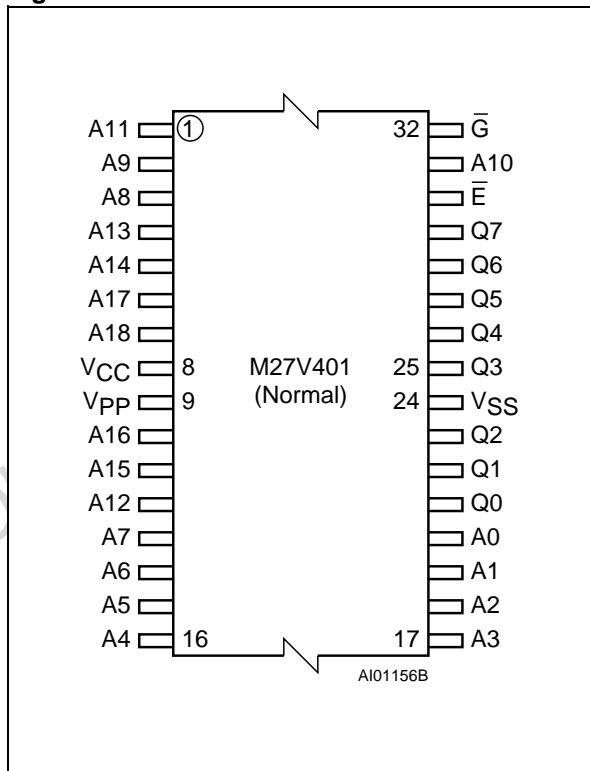 A11 1 32 G̅
A9 A10
A8 E̅
A13 Q7
A14 Q6
A17 Q5
A18 Q4
VCC 8 M27V401 25 Q3
VPP 9 (Normal) 24 VSS
A16 Q2
A15 Q1
A12 Q0
A7 A0
A6 A1
A5 A2
A4 16 17 A3
AI01156B